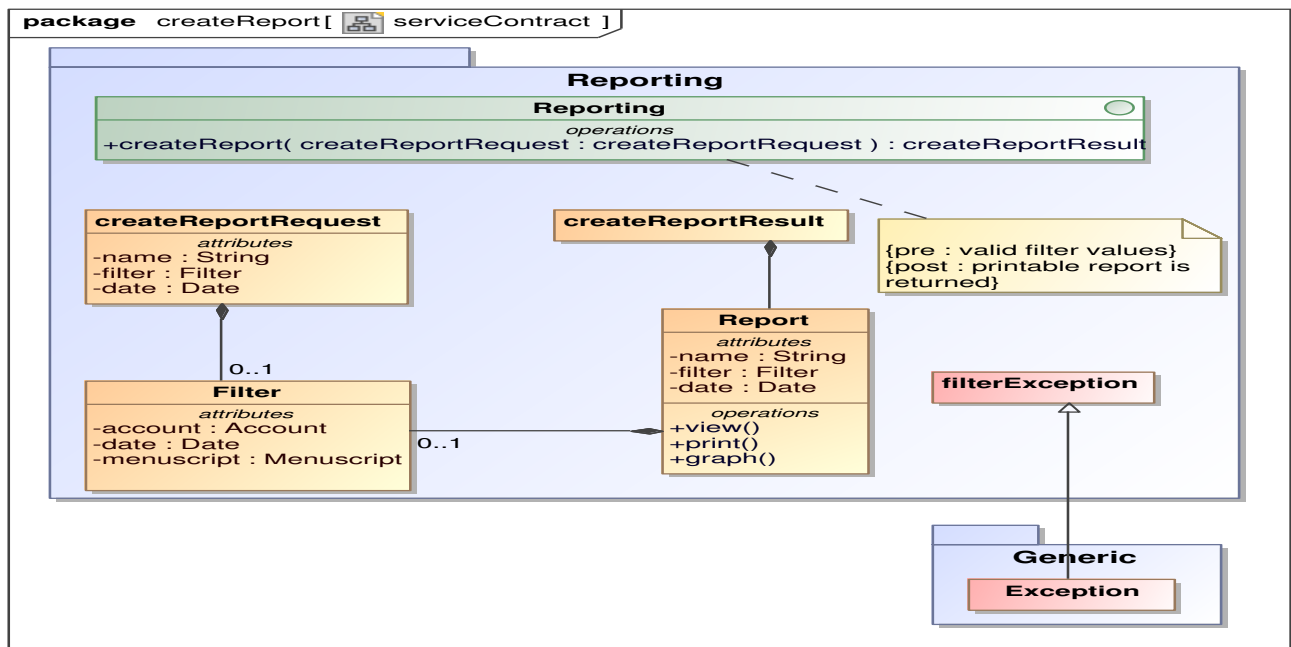 package createReport[ serviceContract ]
Reporting
Reporting
operations
+createReport( createReportRequest : createReportRequest ) : createReportResult
createReportRequest
attributes
-name : String
-filter : Filter
-date : Date
createReportResult
{pre : valid filter values}
{post : printable report is
returned}
Report
attributes
-name : String
-filter : Filter
-date : Date
operations
+view()
+print()
+graph()
0..1
Filter
attributes
-account : Account
-date : Date
-menuscript : Menuscript
0..1
filterException
Generic
Exception